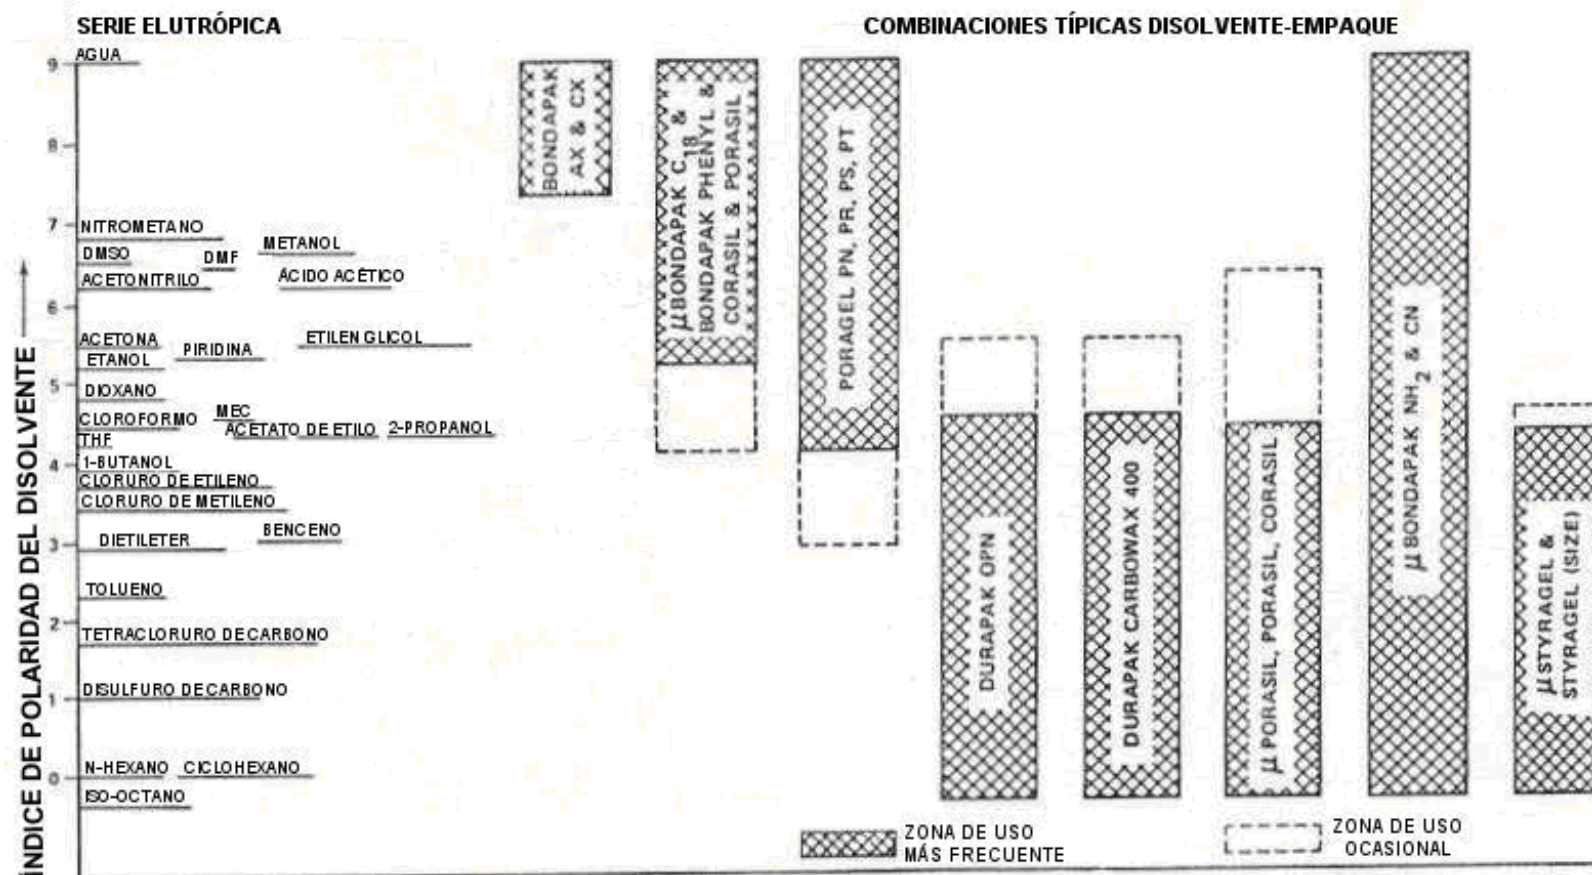 SERIE ELUTRÓPICA
COMBINACIONES TÍPICAS DISOLVENTE-EMPAQUE
ÍNDICE DE POLARIDAD DEL DISOLVENTE
9
8
7
6
5
4
3
2
1
0
AGUA
NITROMETANO
METANOL
DMSO
DMF
ACETONITRILO
ÁCIDO ACÉTICO
ACETONA
ETILEN GLICOL
ETANOL
PIRIDINA
DIOXANO
CLOROFORMO
MEC
ACETATO DE ETILO
2-PROPANOL
THF
1-BUTANOL
CLORURO DE ETILENO
CLORURO DE METILENO
DIETILETER
BENCENO
TOLUENO
TETRACLORURO DE CARBONO
DISULFURO DE CARBONO
N-HEXANO
CICLOHEXANO
ISO-OCTANO
BONDAPAK
AX & CX
µBONDAPAK C18 &
BONDAPAK PHENYL &
CORASIL & PORASIL
PORAGEL PN, PR, PS, PT
DURAPAK OPN
DURAPAK CARBOWAX 400
µ PORASIL, PORASIL, CORASIL
µ BONDAPAK NH2 & CN
µSTYRAGEL &
STYRAGEL (SIZE)
ZONA DE USO
MÁS FRECUENTE
ZONA DE USO
OCASIONAL